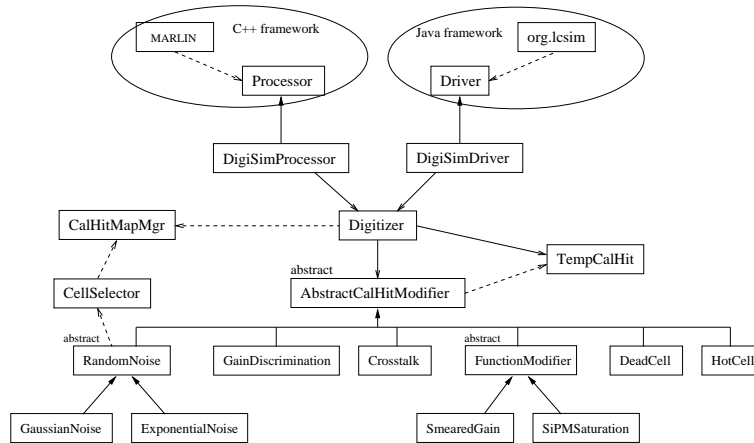 C++ framework
MARLIN
Processor
Java framework
org.lcsim
Driver
DigiSimProcessor
DigiSimDriver
CalHitMapMgr
Digitizer
TempCalHit
abstract
AbstractCalHitModifier
CellSelector
abstract
RandomNoise
GainDiscrimination
Crosstalk
abstract
FunctionModifier
DeadCell
HotCell
GaussianNoise
ExponentialNoise
SmearedGain
SiPMSaturation